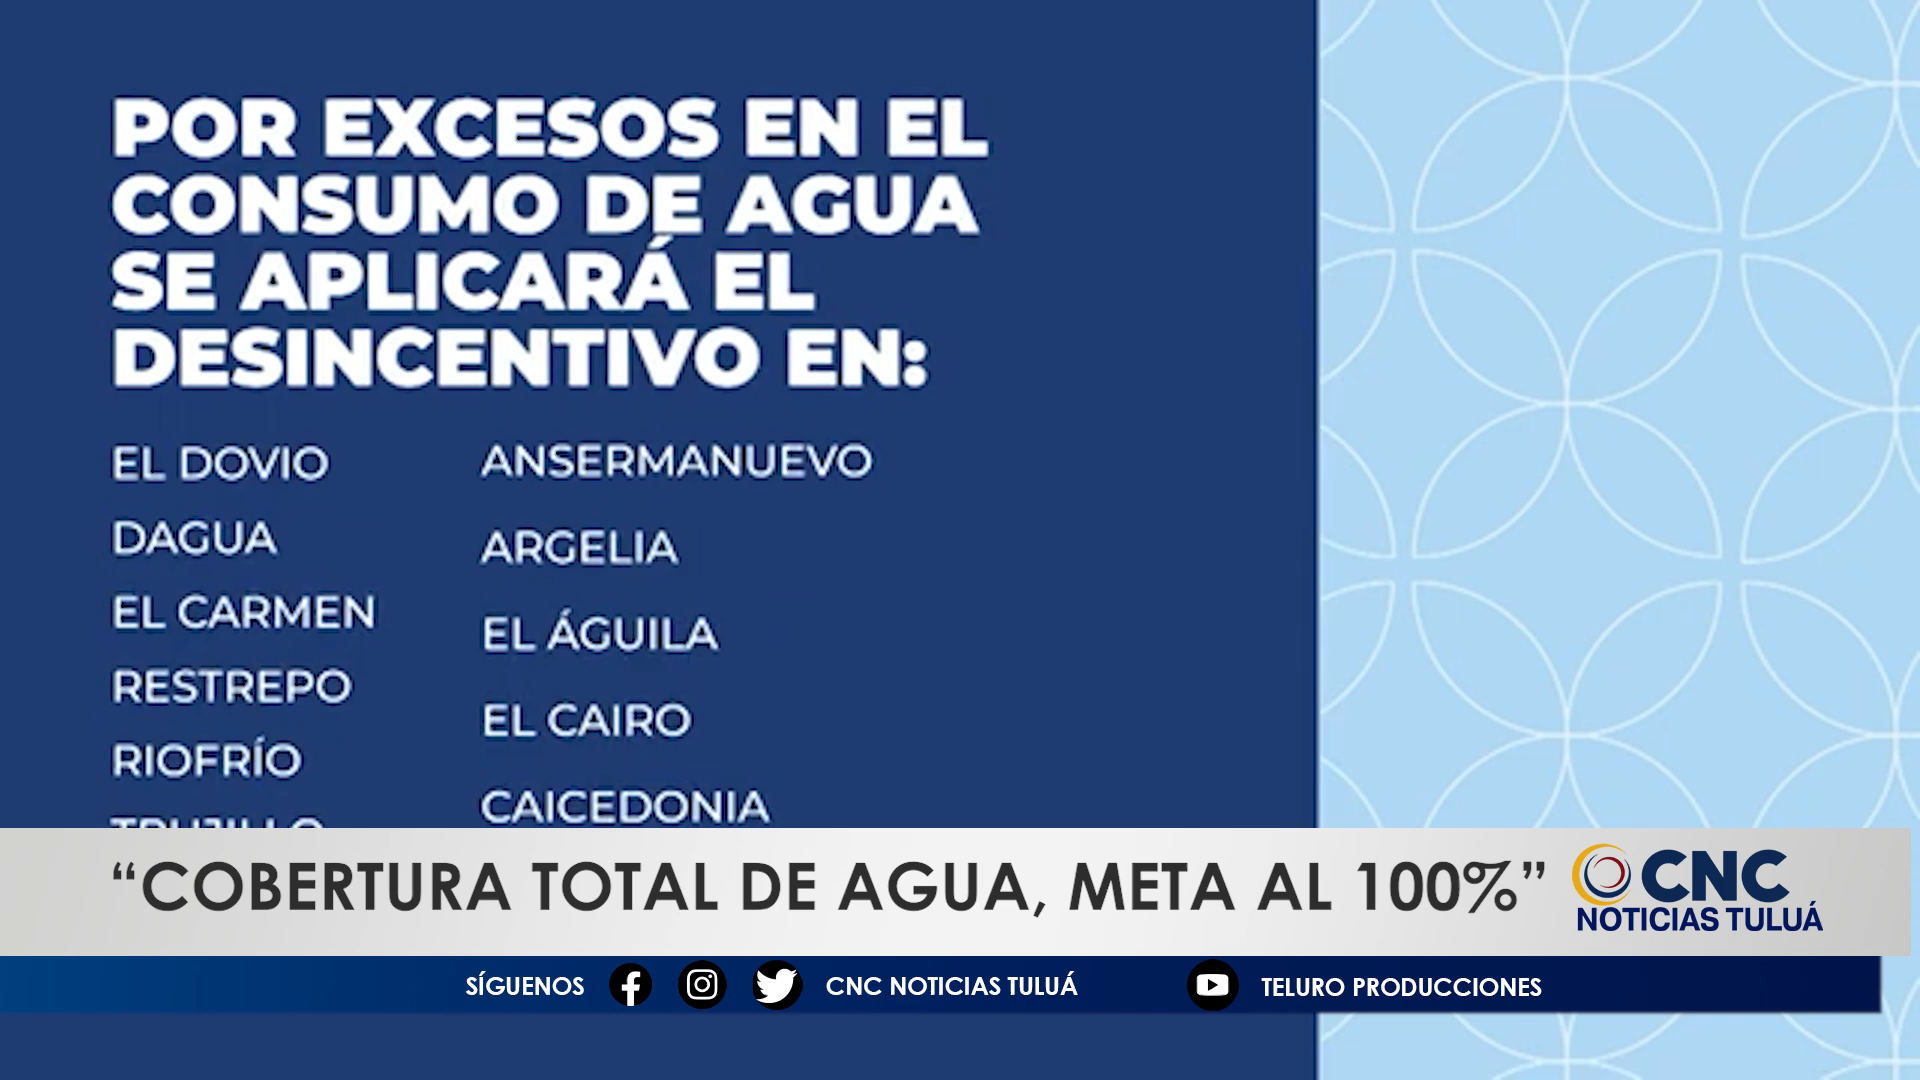 POR EXCESOS EN EL
CONSUMO DE AGUA
SE APLICARÁ EL
DESINCENTIVO EN:
EL DOVIO
DAGUA
EL CARMEN
RESTREPO
RIOFRÍO
ANSERMANUEVO
ARGELIA
EL ÁGUILA
EL CAIRO
CAICEDONIA
“COBERTURA TOTAL DE AGUA, META AL 100%”
CNC
NOTICIAS TULUÁ
SÍGUENOS CNC NOTICIAS TULUÁ TELURO PRODUCCIONES